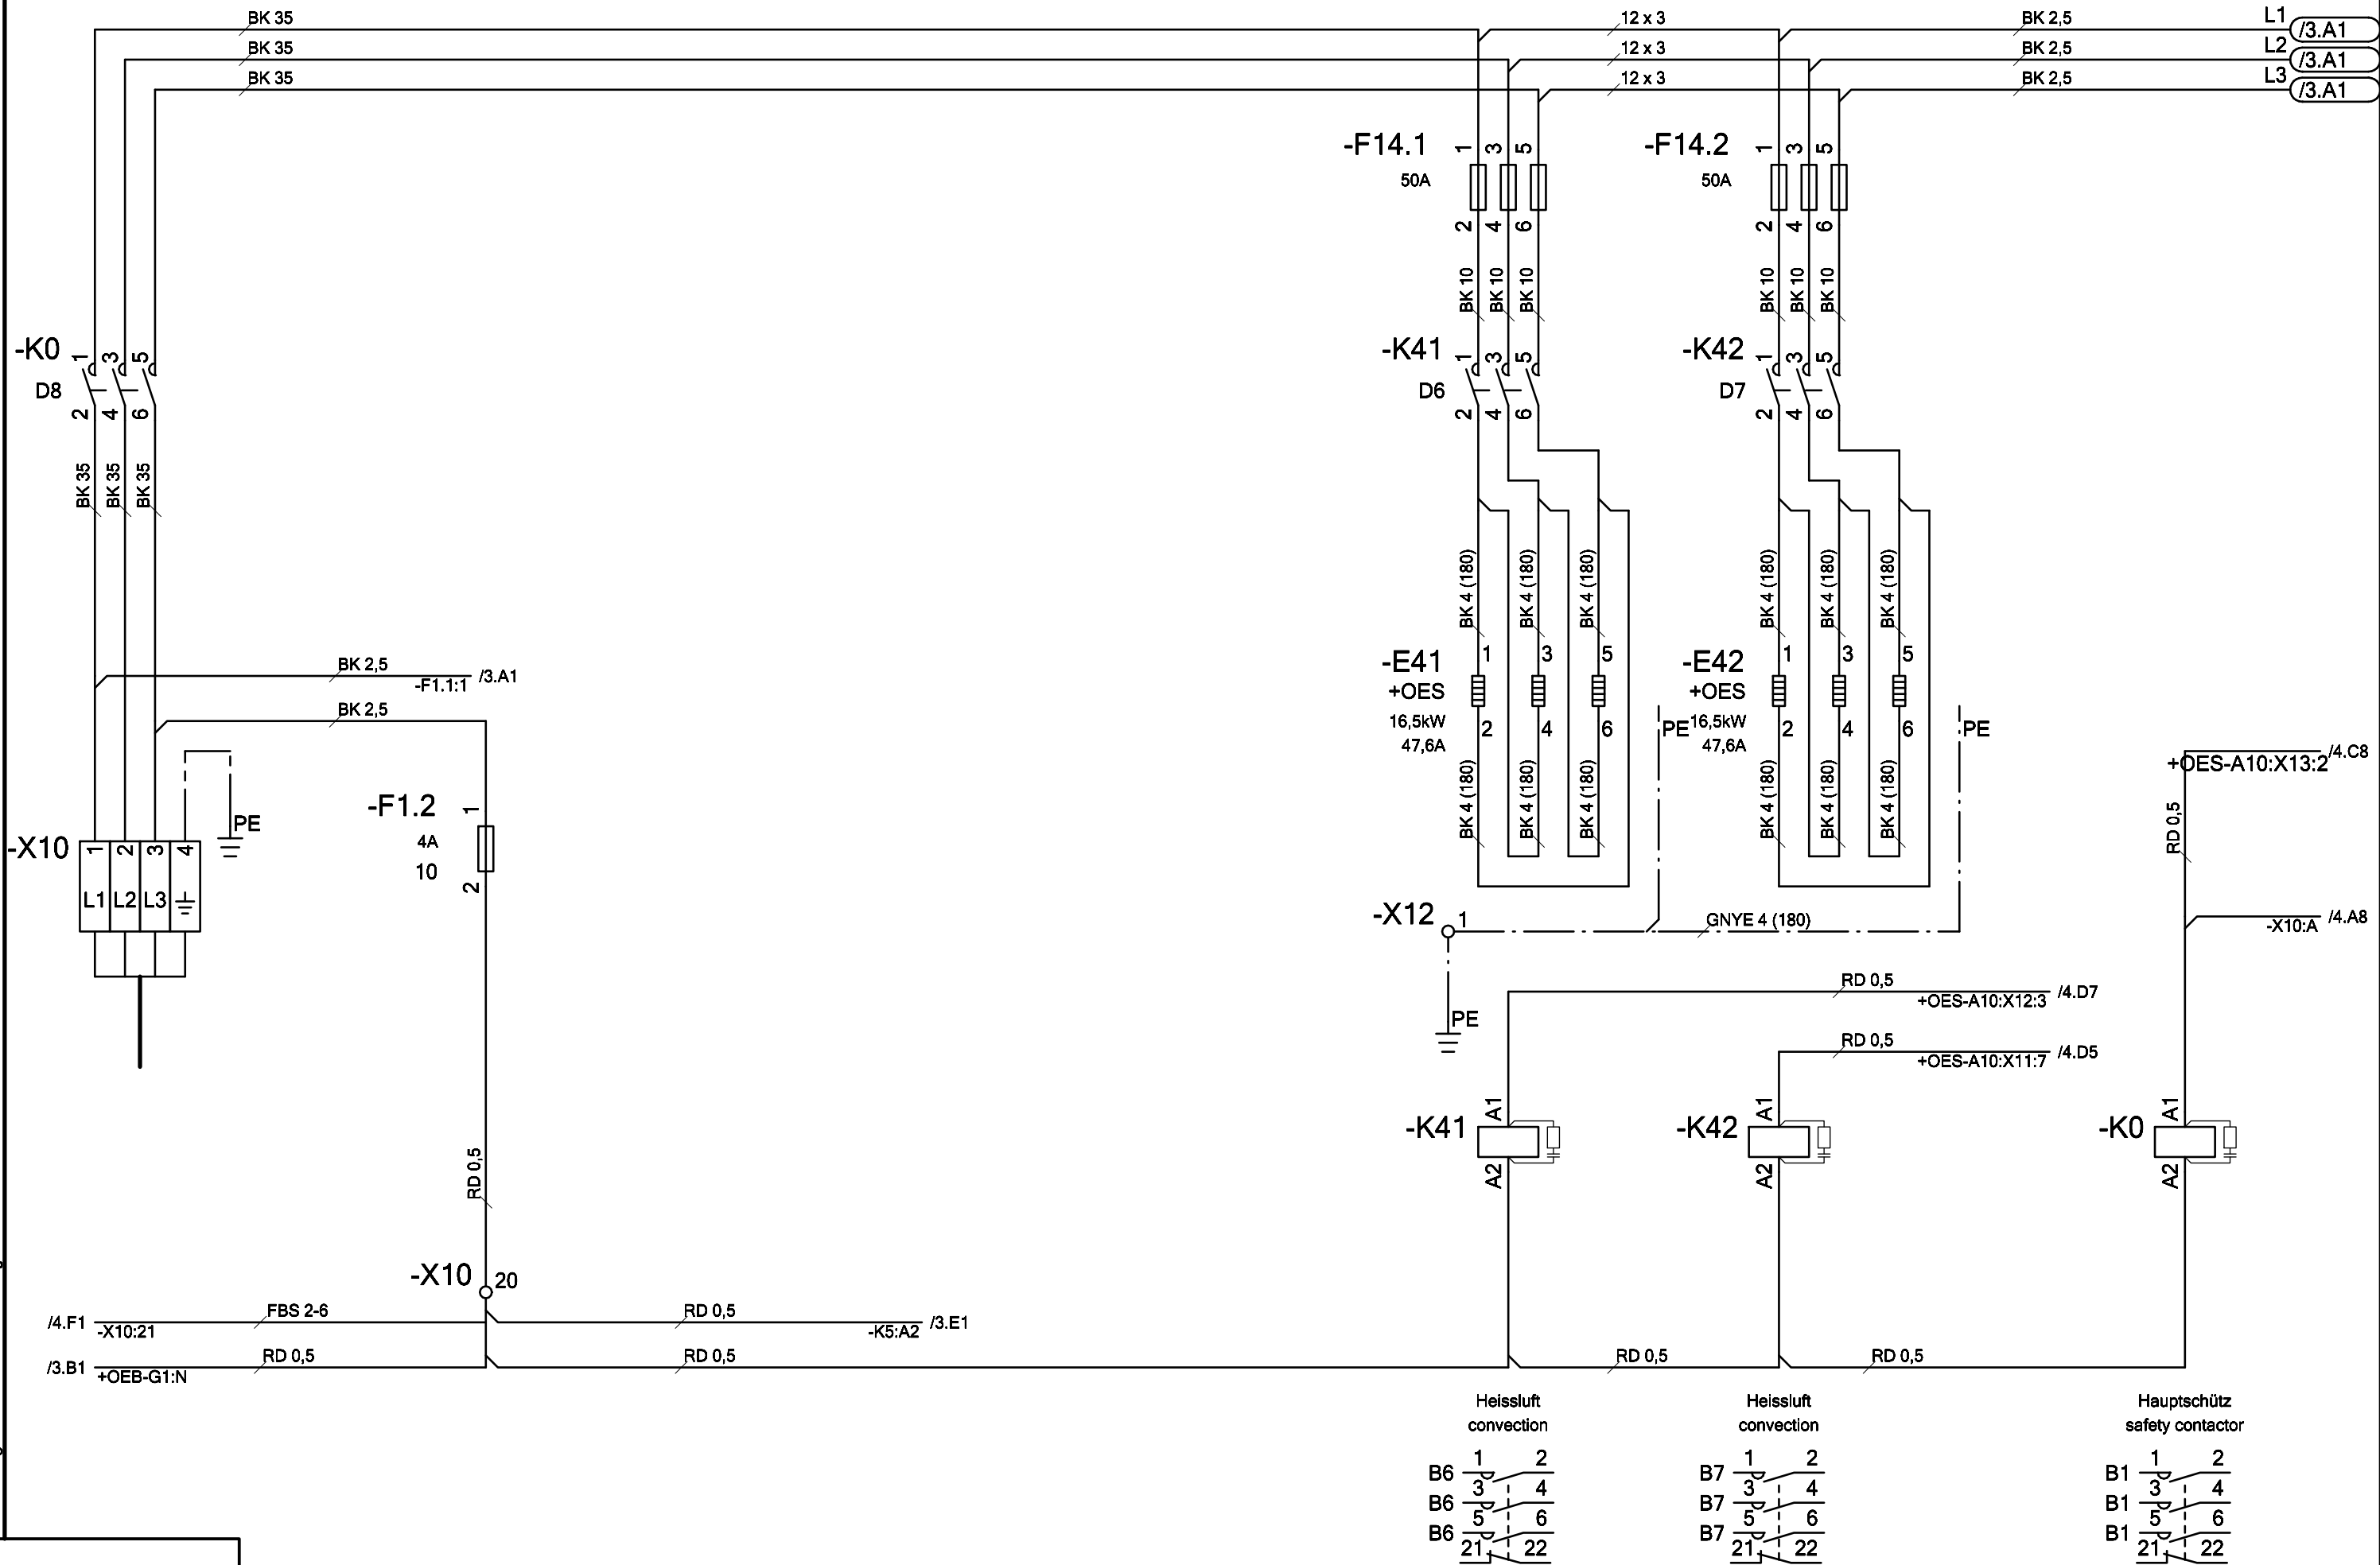 BK 35 12 x 3 BK 2,5 L1 /3.A1
BK 35 12 x 3 BK 2,5 L2 /3.A1
BK 35 12 x 3 BK 2,5 L3 /3.A1
-F14.1 1 3 5 -F14.2 1 3 5
50A 50A
2 4 6 2 4 6
BK 10 BK 10 BK 10 BK 10 BK 10 BK 10
-K0 1 3 5 -K41 1 3 5 -K42 1 3 5
D8 D6 D7
2 4 6 2 4 6 2 4 6
BK 35 BK 35 BK 35
BK 4 (180) BK 4 (180) BK 4 (180) BK 4 (180) BK 4 (180) BK 4 (180)
BK 2,5 /3.A1
-F1.1:1
-E41 1 3 5 -E42 1 3 5
+OES +OES
BK 2,5
16,5kW 2 4 6 PE 16,5kW 2 4 6 PE
47,6A 47,6A
/4.C8
+OES-A10:X13:2
BK 4 (180) BK 4 (180) BK 4 (180) BK 4 (180) BK 4 (180) BK 4 (180)
RD 0,5
-F1.2 1
4A
10
2
PE
-X10 1 2 3 4
L1 L2 L3
-X12 1 GNYE 4 (180) /4.A8
-X10:A
RD 0,5 /4.D7
+OES-A10:X12:3
PE
RD 0,5 /4.D5
+OES-A10:X11:7
-K41 A1 -K42 A1 -K0 A1
A2 A2 A2
RD 0,5
-X10 20
/4.F1 FBS 2-6 RD 0,5 /3.E1
-X10:21 -K5:A2
/3.B1 RD 0,5 RD 0,5 RD 0,5 RD 0,5
+OEB-G1:N
Heissluft Heissluft Hauptschütz
convection convection safety contactor
B6 1 2 B7 1 2 B1 1 2
B6 3 4 B7 3 4 B1 3 4
B6 5 6 B7 5 6 B1 5 6
21 22 21 22 21 22